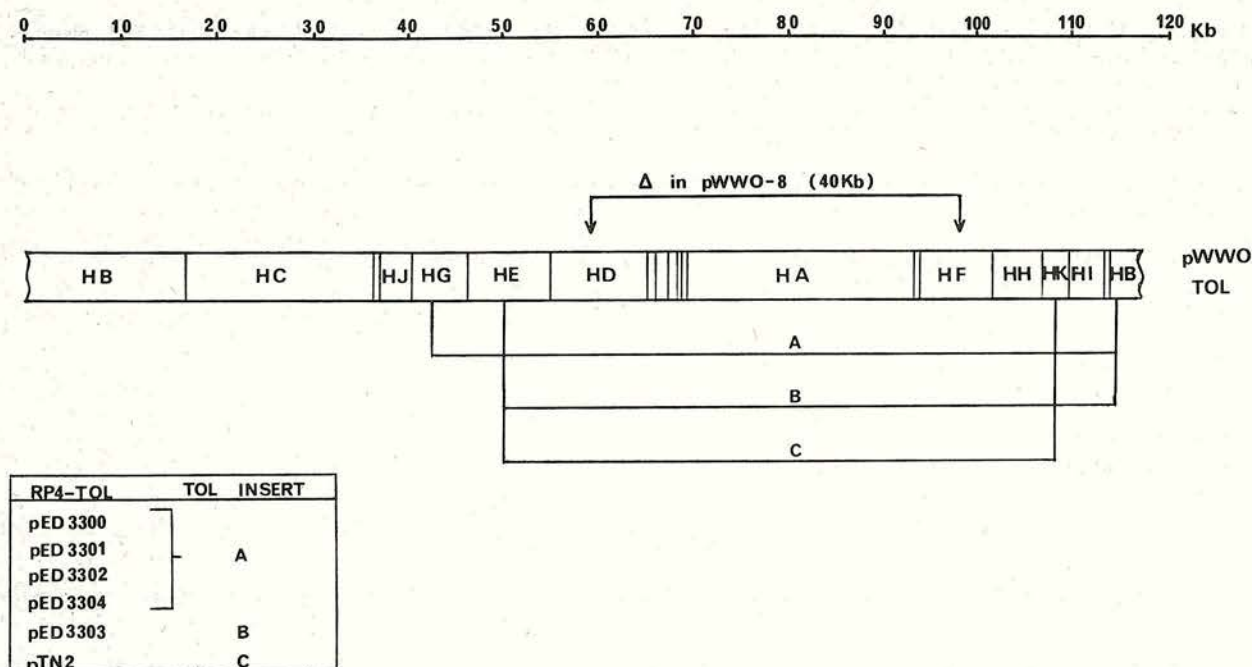 0 10 20 30 40 50 60 70 80 90 100 110 120 Kb
Δ in pWWO-8 (40Kb)
HB HC HJ HG HE HD HA HF HH HK HI HB
pWWO
TOL
A
B
C
RP4-TOL TOL INSERT
pED 3300
pED 3301
A
pED 3302
pED 3304
pED 3303 B
pTN2 C